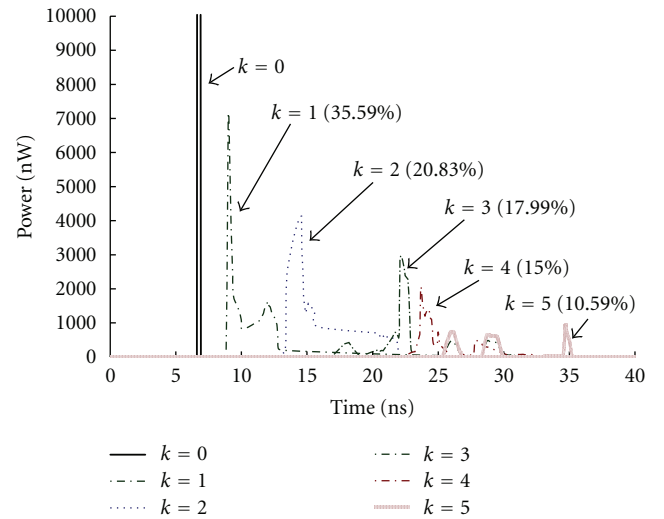 10000
9000
8000
7000
6000
5000
4000
3000
2000
1000
0
Power (nW)
k = 0
k = 1 (35.59%)
k = 2 (20.83%)
k = 3 (17.99%)
k = 4 (15%)
k = 5 (10.59%)
0 5 10 15 20 25 30 35 40
Time (ns)
k = 0
k = 1
k = 2
k = 3
k = 4
k = 5